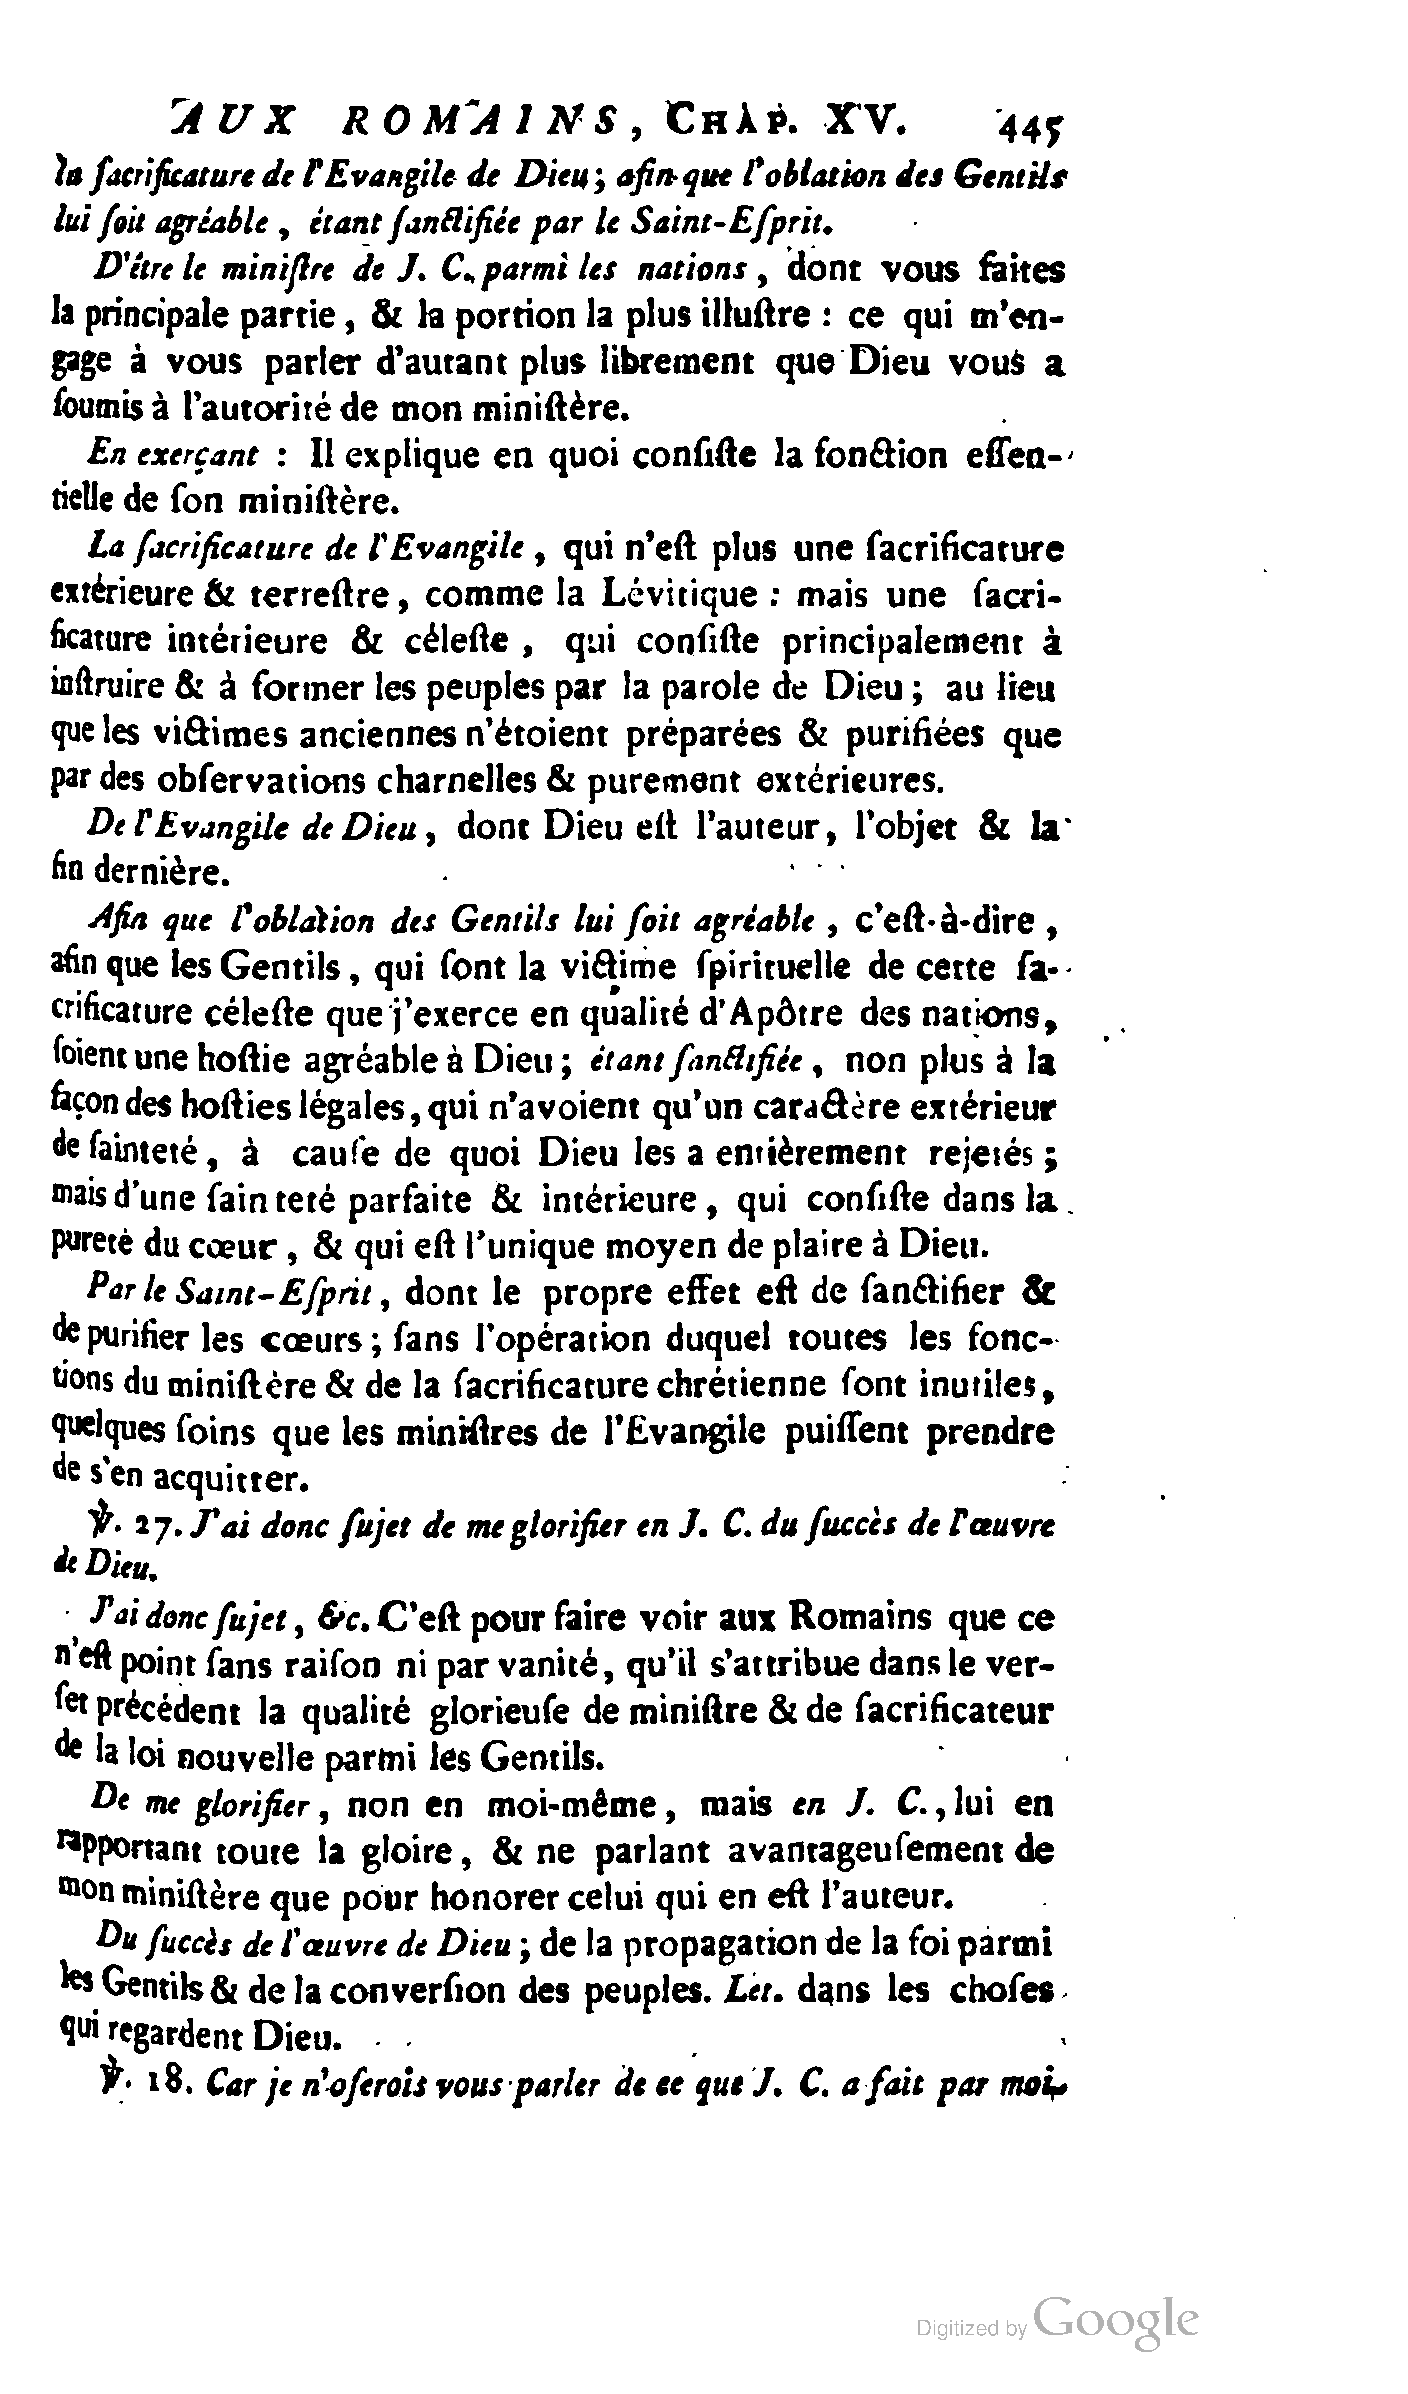 AUX ROMAINS, CHAP. XV. 445
la ſacrificature de l'Evangile de Dieu; afin que l'oblation des Gentils
lui ſoit agréable, étant ſanctifiée par le Saint-Eſprit.
D'être le miniſtre de J. C. parmi les nations, dont vous faites
la principale partie, & la portion la plus illuſtre : ce qui m'en-
gage à vous parler d'autant plus librement que Dieu vous a
ſoumis à l'autorité de mon miniſtère.
En exerçant : Il explique en quoi conſiſte la fonction eſſen-
tielle de ſon miniſtère.
La ſacrificature de l'Evangile, qui n'eſt plus une ſacrificature
extérieure & terreſtre, comme la Lévitique : mais une ſacri-
ficature intérieure & céleſte, qui conſiſte principalement à
inſtruire & à former les peuples par la parole de Dieu; au lieu
que les victimes anciennes n'étoient préparées & purifiées que
par des obſervations charnelles & purement extérieures.
De l'Evangile de Dieu, dont Dieu eſt l'auteur, l'objet & la
fin dernière.
Afin que l'oblation des Gentils lui ſoit agréable, c'eſt-à-dire,
afin que les Gentils, qui ſont la victime ſpirituelle de cette ſa-
crificature céleſte que j'exerce en qualité d'Apôtre des nations,
ſoient une hoſtie agréable à Dieu; étant ſanctifiée, non plus à la
façon des hoſties légales, qui n'avoient qu'un caractère extérieur
de ſainteté, à cauſe de quoi Dieu les a entièrement rejetés;
mais d'une ſainteté parfaite & intérieure, qui conſiſte dans la
pureté du cœur, & qui eſt l'unique moyen de plaire à Dieu.
Par le Saint-Eſprit, dont le propre effet eſt de ſanctifier &
de purifier les cœurs; ſans l'opération duquel toutes les fonc-
tions du miniſtère & de la ſacrificature chrétienne ſont inutiles,
quelques ſoins que les miniſtres de l'Evangile puiſſent prendre
de s'en acquitter.
℣. 27. J'ai donc ſujet de me glorifier en J. C. du ſuccès de l'œuvre
de Dieu.
J'ai donc ſujet, &c. C'eſt pour faire voir aux Romains que ce
n'eſt point ſans raiſon ni par vanité, qu'il s'attribue dans le ver-
ſet précédent la qualité glorieuſe de miniſtre & de ſacrificateur
de la loi nouvelle parmi les Gentils.
De me glorifier, non en moi-même, mais en J. C., lui en
rapportant toute la gloire, & ne parlant avantageuſement de
mon miniſtère que pour honorer celui qui en eſt l'auteur.
Du ſuccès de l'œuvre de Dieu; de la propagation de la foi parmi
les Gentils & de la converſion des peuples. Let. dans les choſes
qui regardent Dieu.
℣. 18. Car je n'oſerois vous parler de ce que J. C. a fait par moi,
Digitized by Google